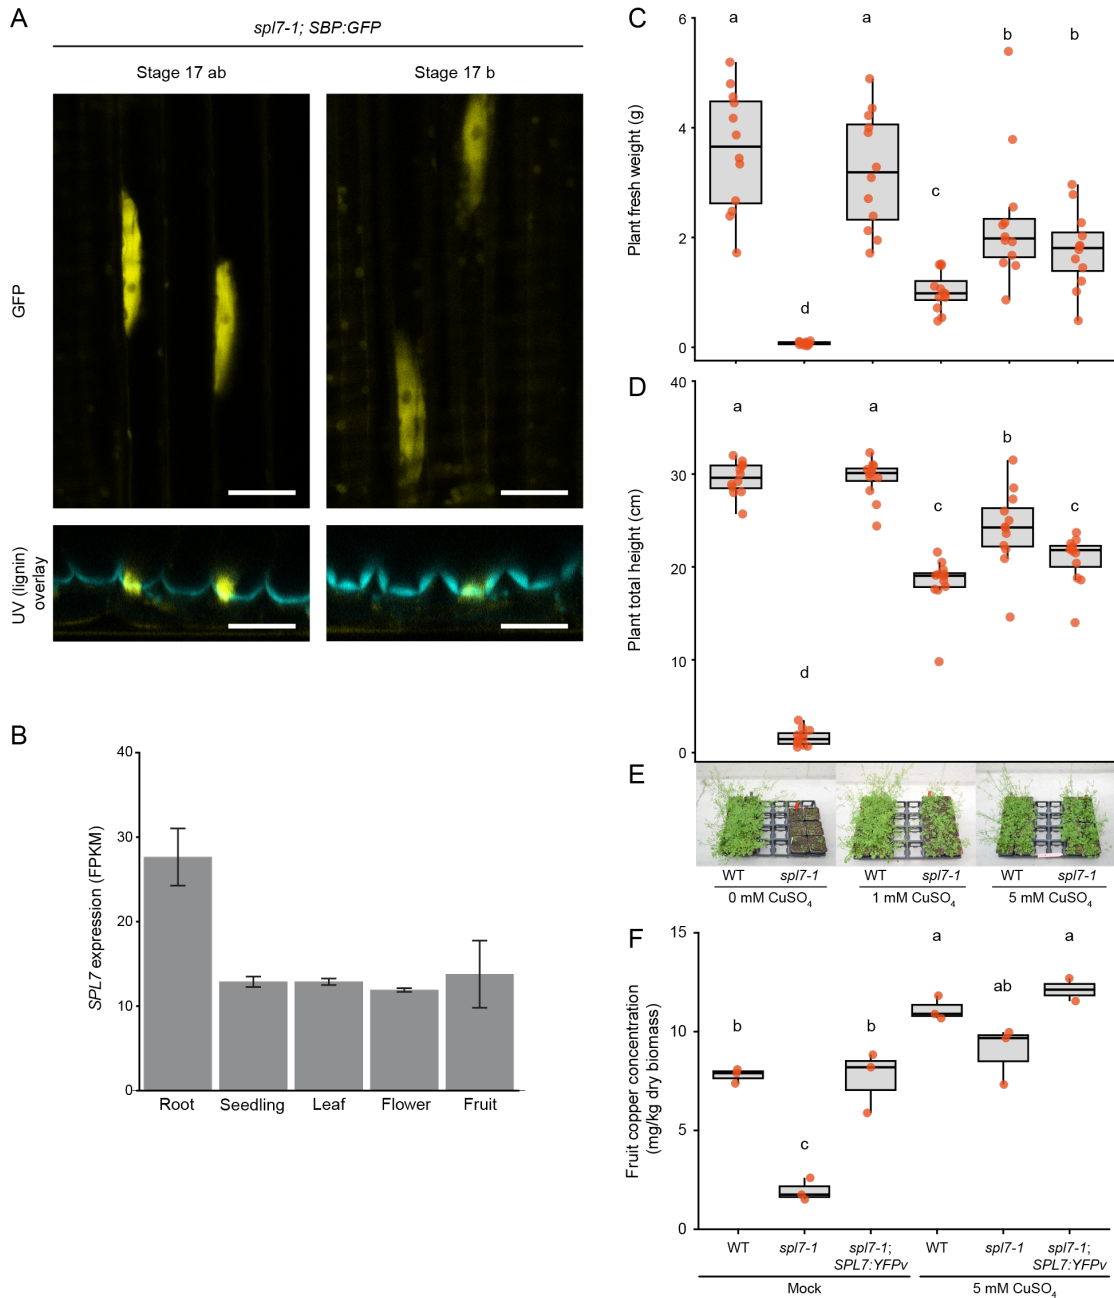 A
spl7-1; SBP:GFP
Stage 17 ab
Stage 17 b
GFP
UV (lignin)
overlay
B
SPL7 expression (FPKM)
40
30
20
10
0
Root
Seedling
Leaf
Flower
Fruit
C
Plant fresh weight (g)
6
4
2
0
a
d
a
c
b
b
D
Plant total height (cm)
40
30
20
10
0
a
d
a
c
b
c
E
WT
spl7-1
WT
spl7-1
WT
spl7-1
0 mM CuSO₄
1 mM CuSO₄
5 mM CuSO₄
F
Fruit copper concentration
(mg/kg dry biomass)
15
10
5
0
b
c
b
a
ab
a
WT
spl7-1
spl7-1;
SPL7:YFPv
WT
spl7-1
spl7-1;
SPL7:YFPv
Mock
5 mM CuSO₄